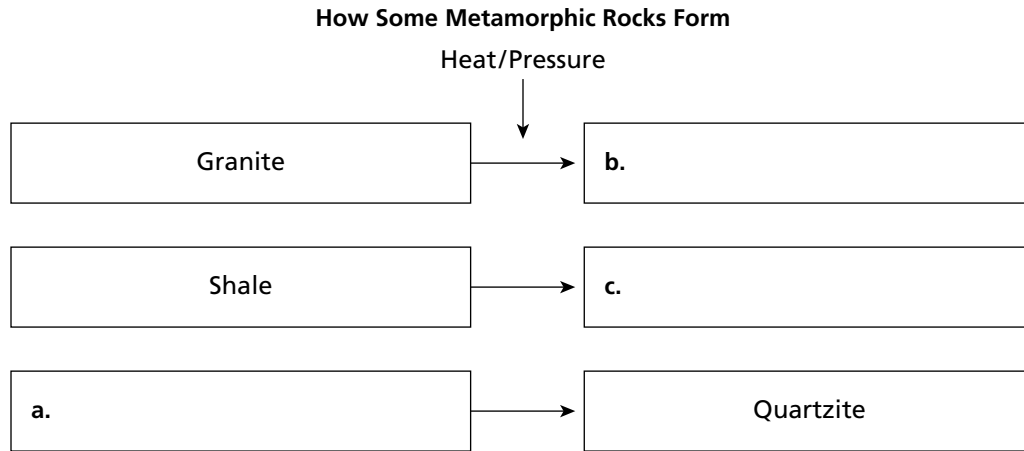 How Some Metamorphic Rocks Form
Heat/Pressure
Granite
b.
Shale
c.
a.
Quartzite